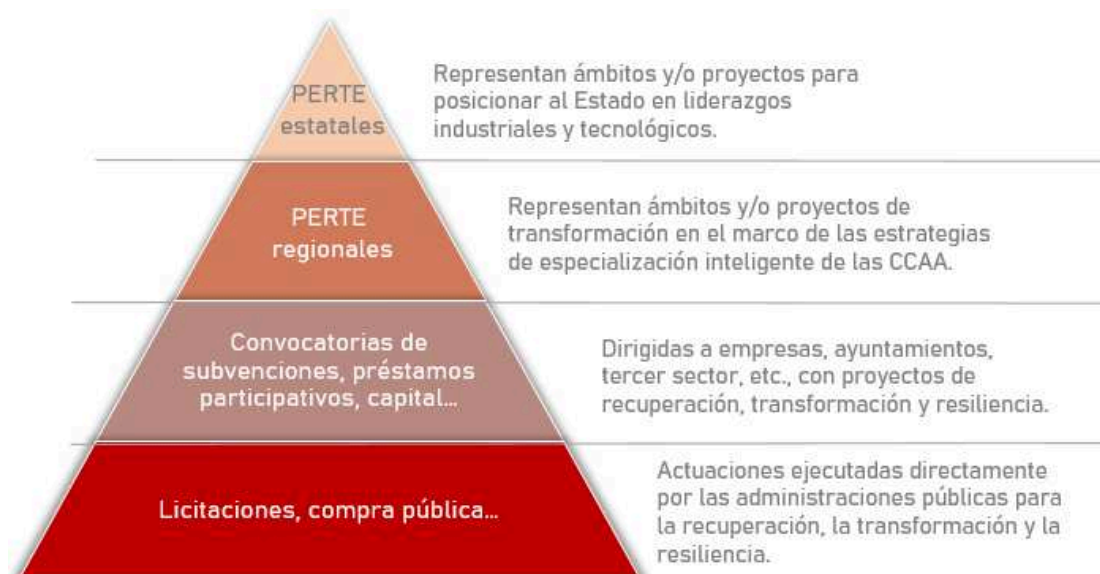 PERTE
estatales
Representan ámbitos y/o proyectos para
posicionar al Estado en liderazgos
industriales y tecnológicos.
PERTE
regionales
Representan ámbitos y/o proyectos de
transformación en el marco de las estrategias
de especialización inteligente de las CCAA.
Convocatorias de
subvenciones, préstamos
participativos, capital...
Dirigidas a empresas, ayuntamientos,
tercer sector, etc., con proyectos de
recuperación, transformación y resiliencia.
Licitaciones, compra pública...
Actuaciones ejecutadas directamente
por las administraciones públicas para
la recuperación, la transformación y la
resiliencia.